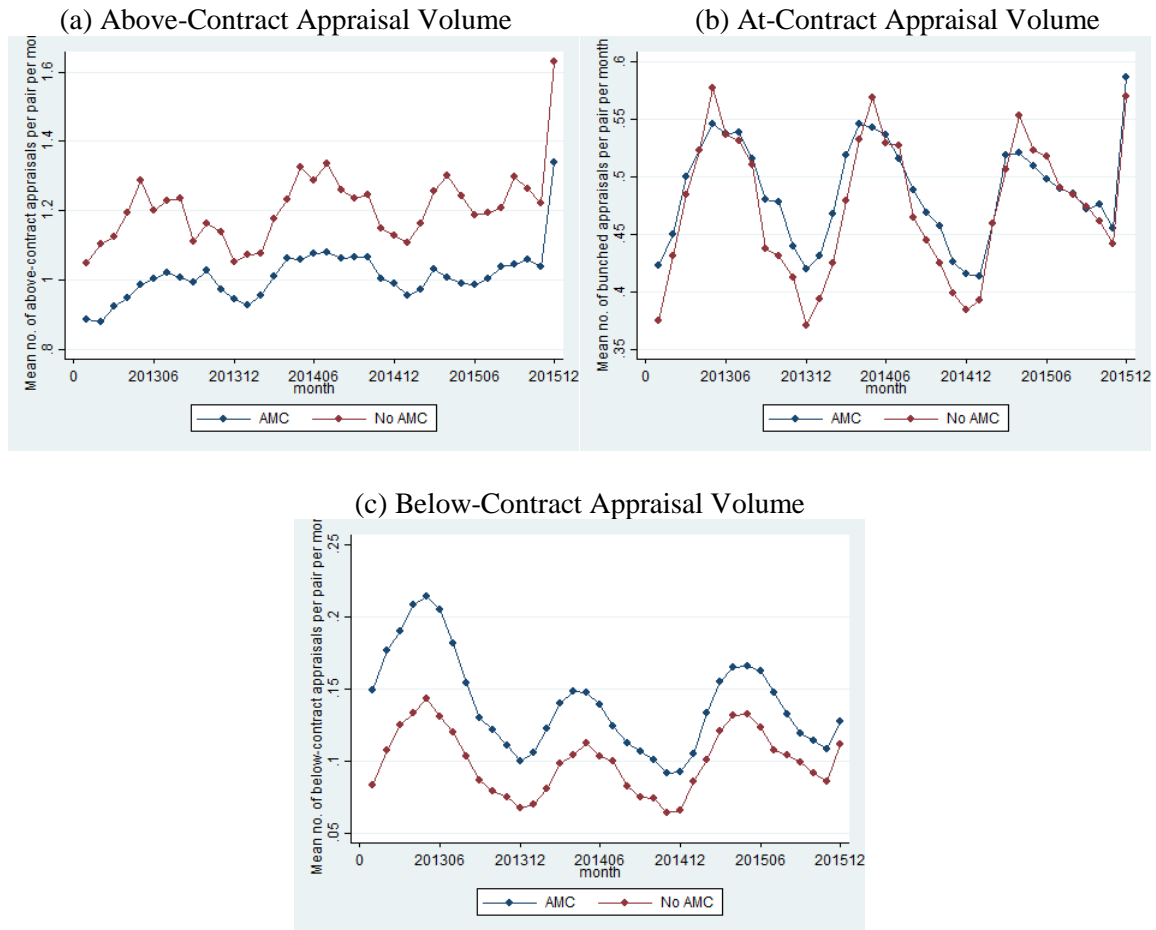 (a) Above-Contract Appraisal Volume
Mean no. of above-contract appraisals per pair per mon
1.6
1.4
1.2
1
.8
0 201306 201312 201406 201412 201506 201512
month
AMC No AMC
(b) At-Contract Appraisal Volume
Mean no. of bunched appraisals per pair per month
.6
.55
.5
.45
.4
.35
0 201306 201312 201406 201412 201506 201512
month
AMC No AMC
(c) Below-Contract Appraisal Volume
Mean no. of below-contract appraisals per pair per mon
.25
.2
.15
.1
.05
0 201306 201312 201406 201412 201506 201512
month
AMC No AMC